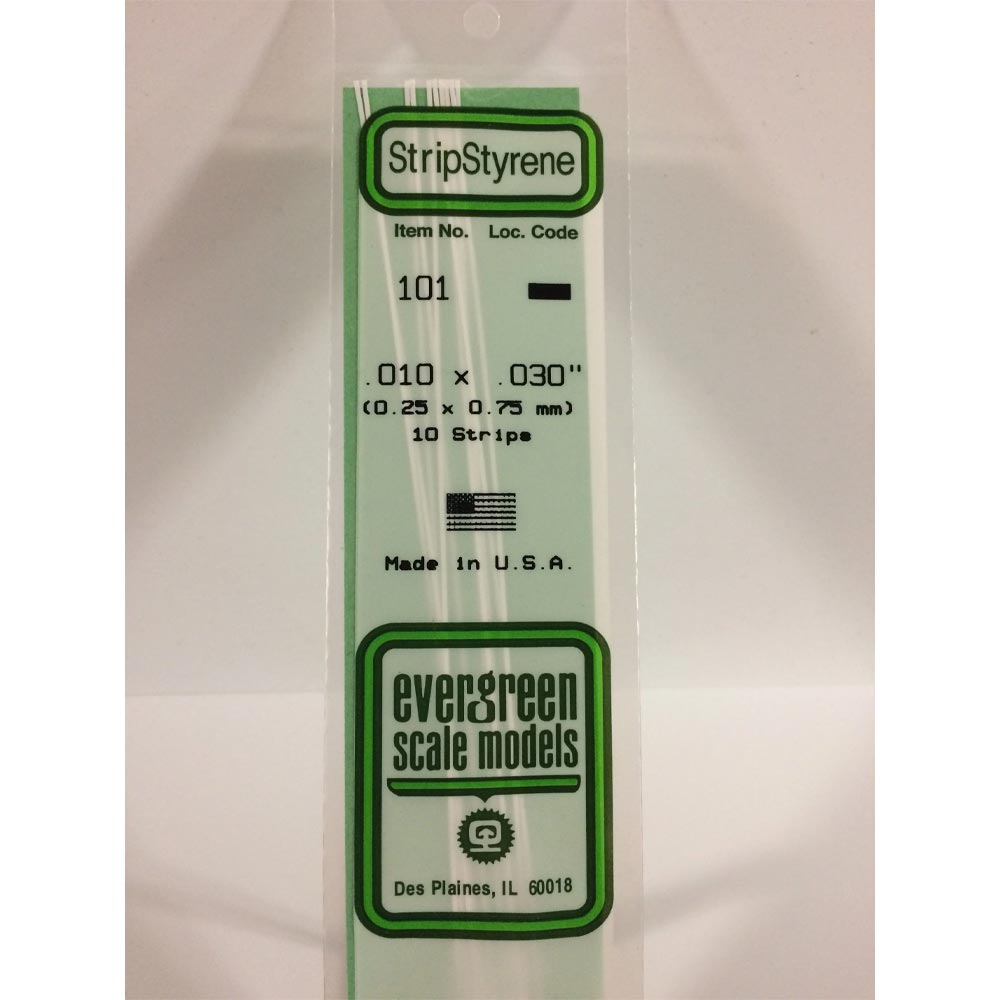 StripStyrene
Item No. Loc. Code
101
.010 x .030"
(0.25 x 0.75 mm)
10 Strips
Made in U.S.A.
evergreen
scale models
Des Plaines, IL 60018